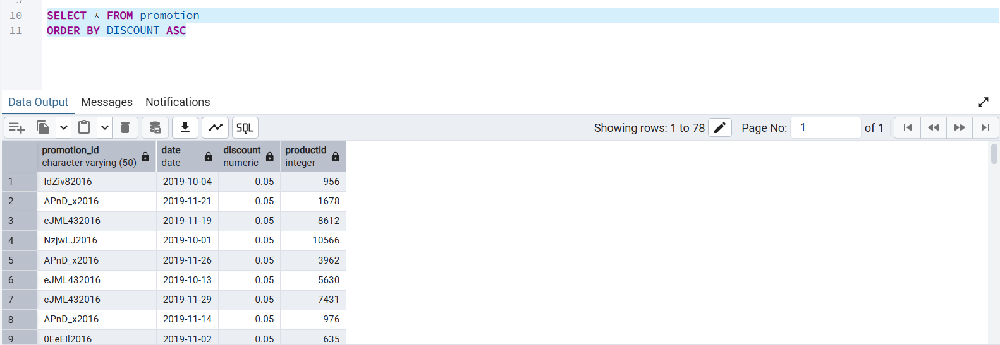 10 SELECT * FROM promotion
11 ORDER BY DISCOUNT ASC
Data Output Messages Notifications
SQL Showing rows: 1 to 78 Page No: 1 of 1
promotion_id date discount productid
character varying (50) date numeric integer
1 IdZiv82016 2019-10-04 0.05 956
2 APnD_x2016 2019-11-21 0.05 1678
3 eJML432016 2019-11-19 0.05 8612
4 NzjwLJ2016 2019-10-01 0.05 10566
5 APnD_x2016 2019-11-26 0.05 3962
6 eJML432016 2019-10-13 0.05 5630
7 eJML432016 2019-11-29 0.05 7431
8 APnD_x2016 2019-11-14 0.05 976
9 0EeEil2016 2019-11-02 0.05 635